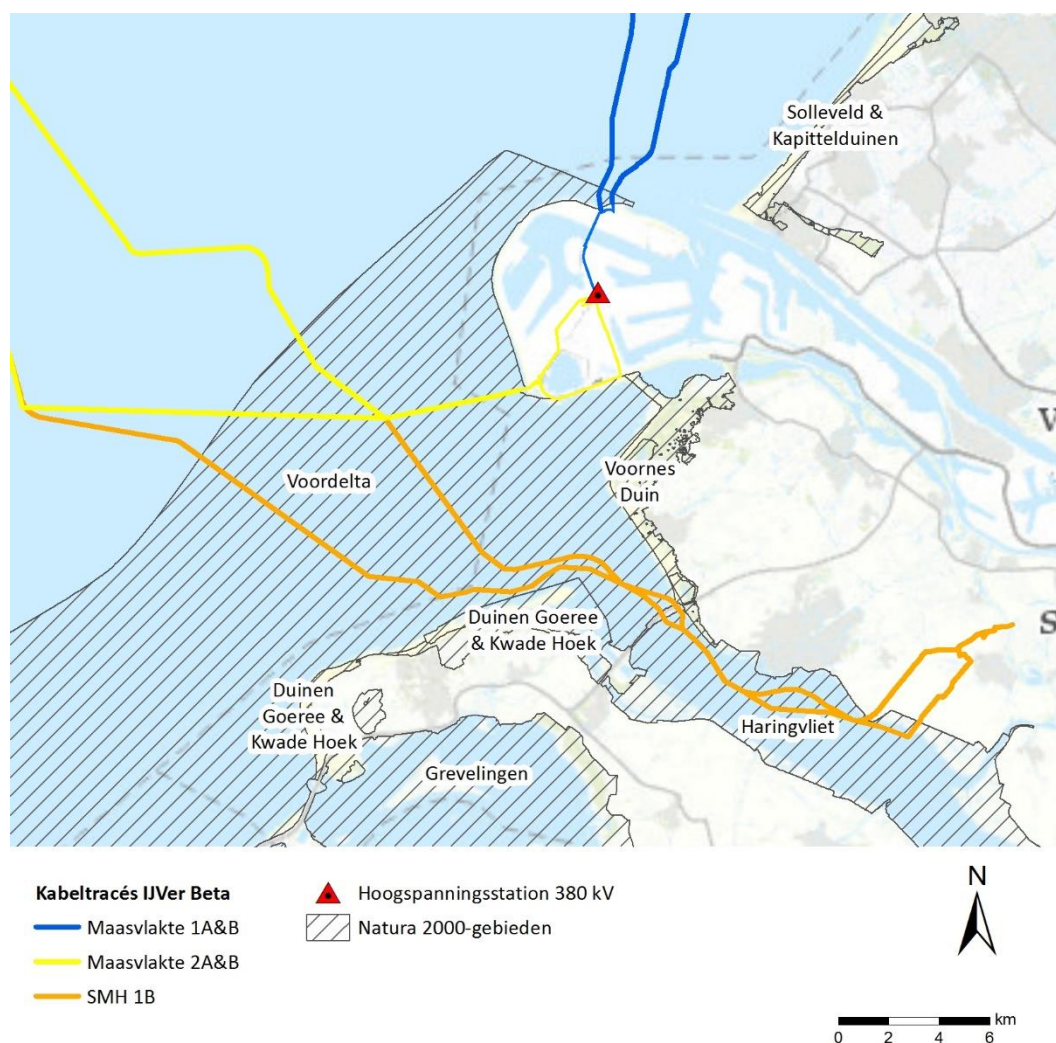 Solleveld &
Kapittelduinen
V
Voordelta
Voornes
Duin
S
Duinen Goeree
& Kwade Hoek
Duinen
Goeree &
Kwade Hoek
Haringvliet
Grevelingen
Kabeltracés IJVer Beta
Maasvlakte 1A&B
Maasvlakte 2A&B
SMH 1B
Hoogspanningsstation 380 kV
Natura 2000-gebieden
N
km
0 2 4 6